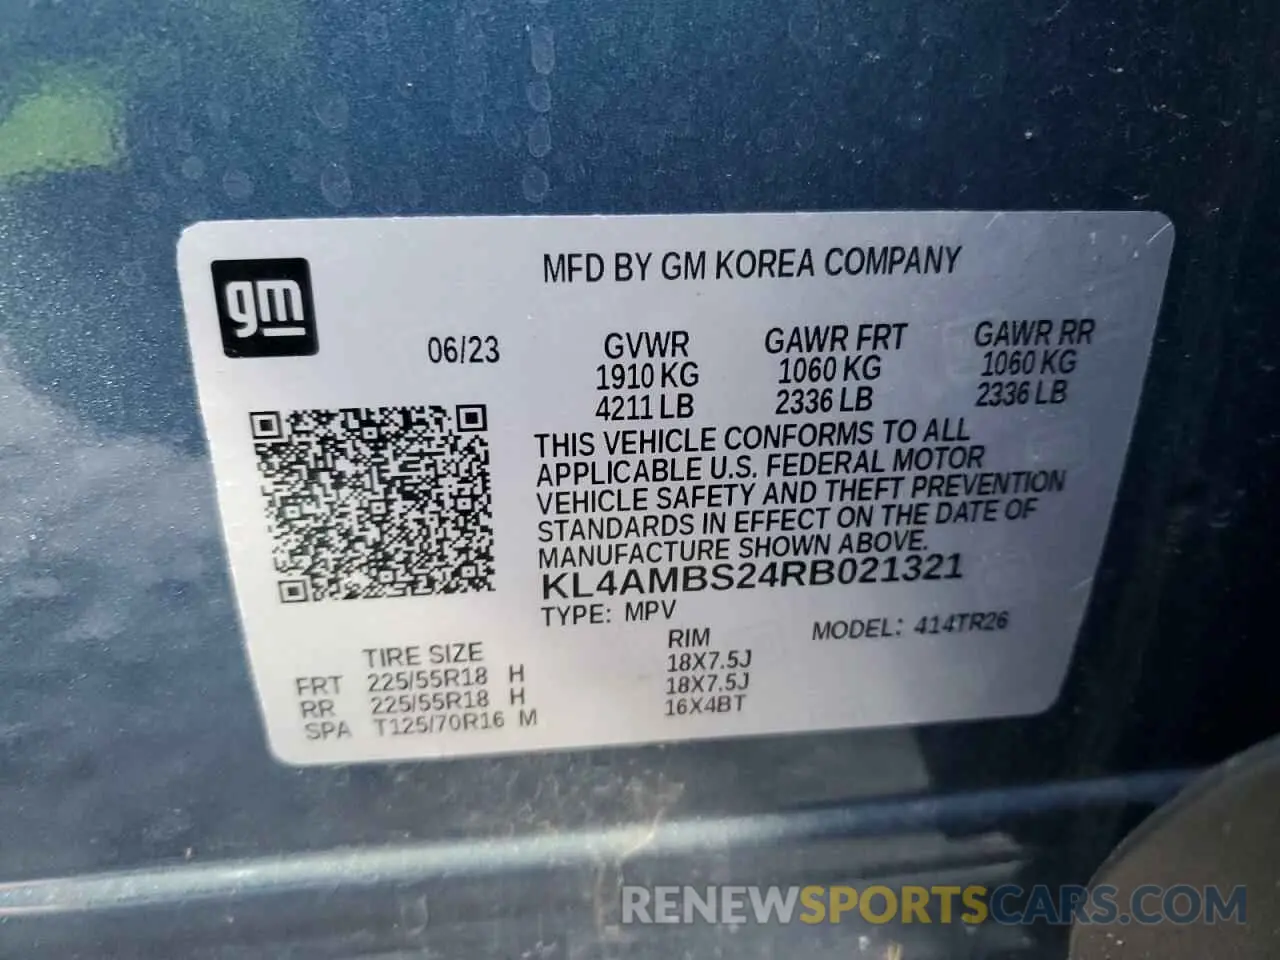 MFD BY GM KOREA COMPANY
gm
06/23
GVWR GAWR FRT GAWR RR
1910 KG 1060 KG 1060 KG
4211 LB 2336 LB 2336 LB
THIS VEHICLE CONFORMS TO ALL
APPLICABLE U.S. FEDERAL MOTOR
VEHICLE SAFETY AND THEFT PREVENTION
STANDARDS IN EFFECT ON THE DATE OF
MANUFACTURE SHOWN ABOVE.
KL4AMBS24RB021321
TYPE: MPV MODEL: 414TR26
TIRE SIZE RIM
FRT 225/55R18 H 18X7.5J
RR 225/55R18 H 18X7.5J
SPA T125/70R16 M 16X4BT
RENEWSPORTSCARS.COM